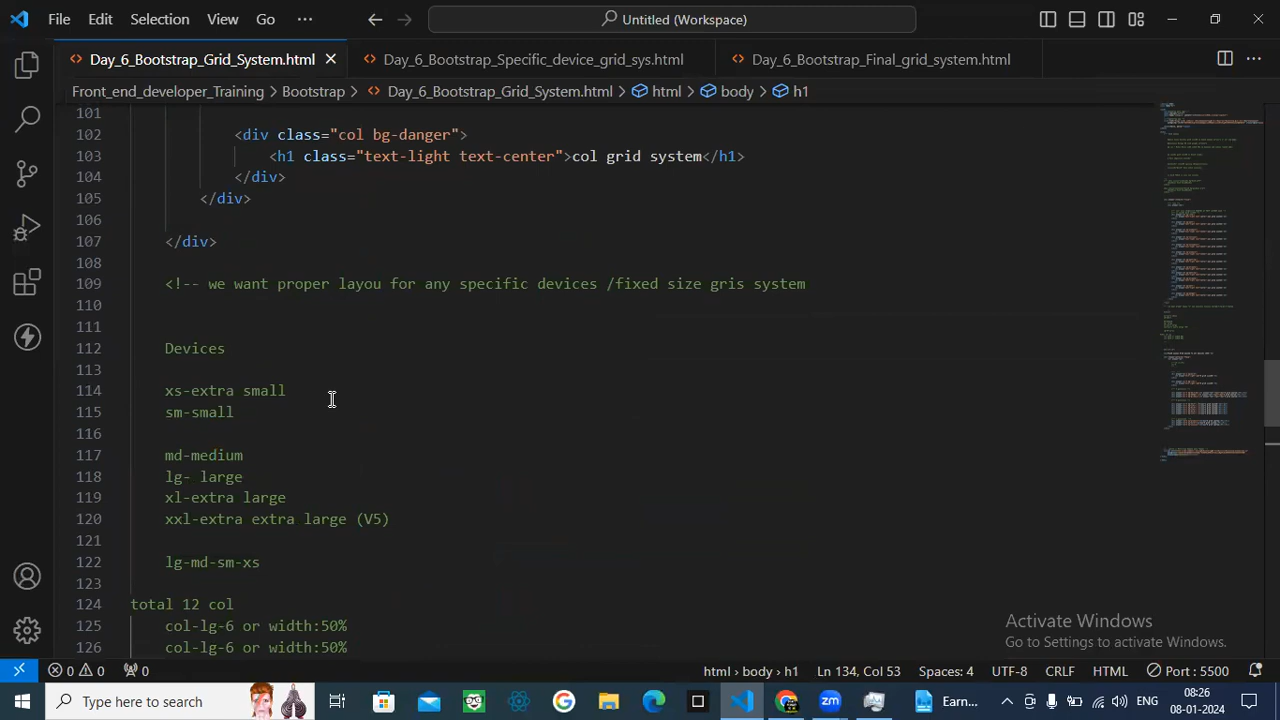 File Edit Selection View Go ··· Untitled (Workspace)
Day_6_Bootstrap_Grid_System.html Day_6_Bootstrap_Specific_device_grid_sys.html Day_6_Bootstrap_Final_grid_system.html
Front_end_developer_Training > Bootstrap > Day_6_Bootstrap_Grid_System.html > html > body > h1
101
102 <div class="col bg-danger">
103 <h1 class="text-light text-center">col grid system</h1>
104 </div>
105 </div>
106
107 </div>
108
109 <!-- we want proper layou for any specific devices /fixed size grid system
110
111
112 Devices
113
114 xs-extra small
115 sm-small
116
117 md-medium
118 lg- large
119 xl-extra large
120 xxl-extra extra large (V5)
121
122 lg-md-sm-xs
123
124 total 12 col
125 col-lg-6 or width:50%
126 col-lg-6 or width:50%
Activate Windows
Go to Settings to activate Windows.
0 0 0 Ln 134, Col 53 Spaces: 4 UTF-8 CRLF HTML Port : 5500
html > body > h1
Type here to search Earn... ENG 08:26
08-01-2024